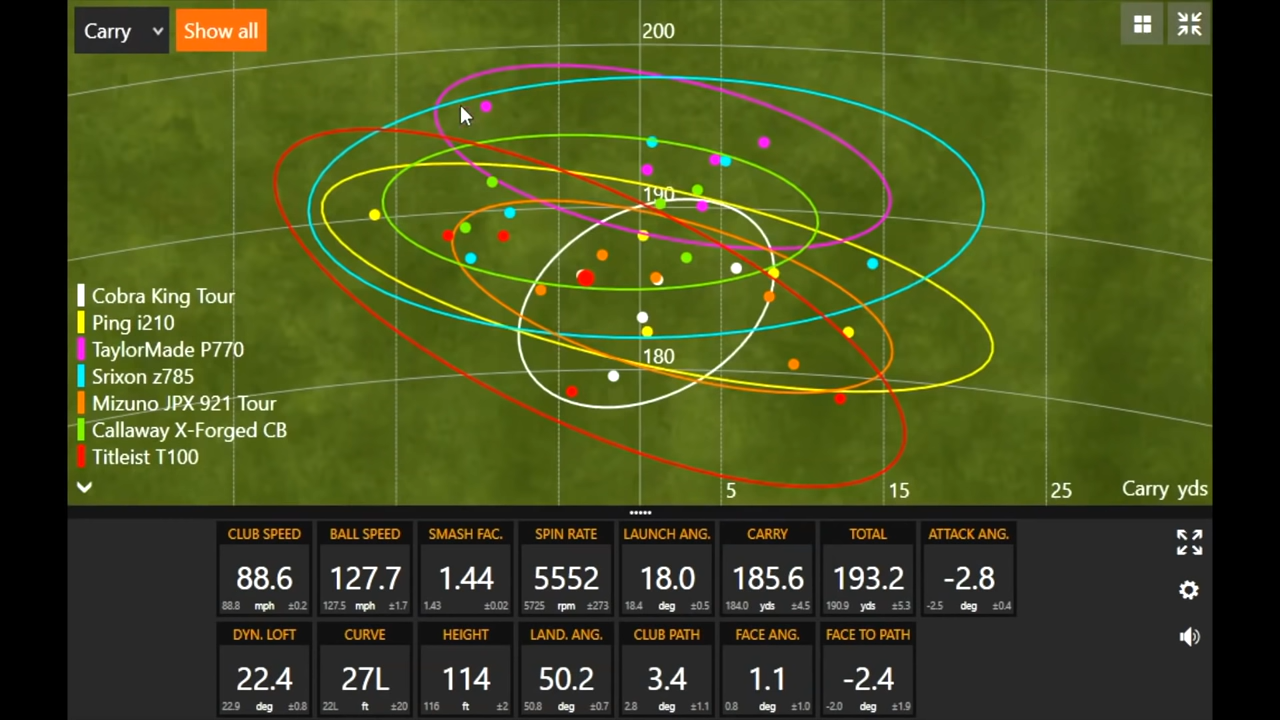 Carry
Show all
200
190
180
Cobra King Tour
Ping i210
TaylorMade P770
Srixon z785
Mizuno JPX 921 Tour
Callaway X-Forged CB
Titleist T100
5
15
25
Carry yds
CLUB SPEED
88.6
88.8 mph ±0.2
BALL SPEED
127.7
127.5 mph ±1.7
SMASH FAC.
1.44
1.43 ±0.02
SPIN RATE
5552
5725 rpm ±273
LAUNCH ANG.
18.0
18.4 deg ±0.5
CARRY
185.6
184.0 yds ±4.5
TOTAL
193.2
190.9 yds ±5.3
ATTACK ANG.
-2.8
-2.5 deg ±0.4
DYN. LOFT
22.4
22.9 deg ±0.8
CURVE
27L
22L ft ±20
HEIGHT
114
116 ft ±2
LAND. ANG.
50.2
50.8 deg ±0.7
CLUB PATH
3.4
2.8 deg ±1.1
FACE ANG.
1.1
0.8 deg ±1.0
FACE TO PATH
-2.4
-2.0 deg ±1.9